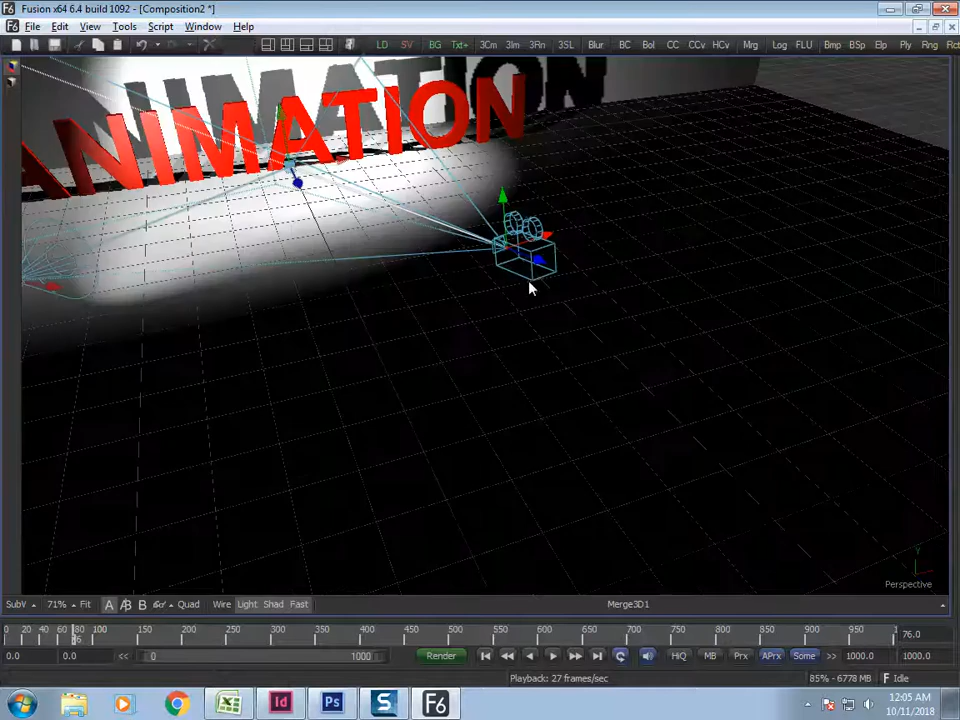 Fusion x64 6.4 build 1092 - [Composition2 *]
File Edit View Tools Script Window Help
LD SV BG Txt+ 3Cm 3Im 3Rn 3SL Blur BC Bol CC CCv HCv Mrg Log FLU Bmp BSp Elp Ply Rng
ANIMATION
Perspective
SubV 71% Fit A B Quad Wire Light Shad Fast Merge3D1
0 20 40 60 80 100 150 200 250 300 350 400 450 500 550 600 650 700 750 800 850 900 950 76.0
0.0 0.0 << 0 1000 Render HiQ MB Prx APrx Some >> 1000.0 1000.0
Playback: 27 frames/sec 85% - 6778 MB Idle
12:05 AM
10/11/2018